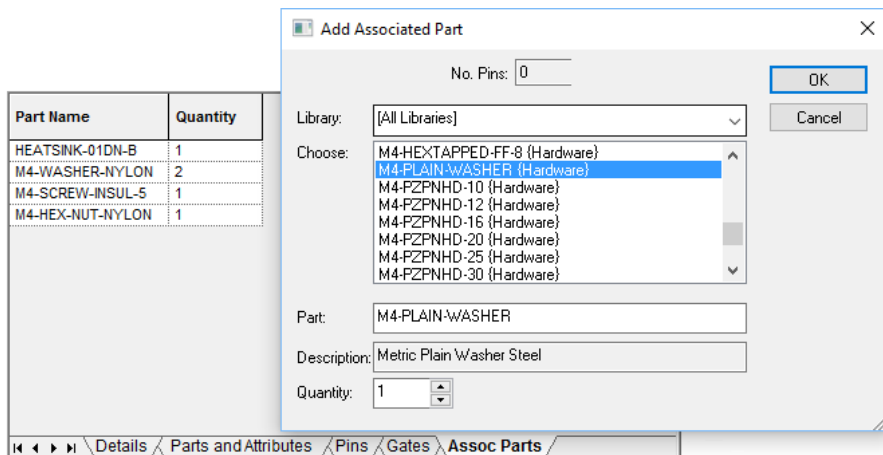 Add Associated Part
No. Pins: 0
OK
Library: [All Libraries]
Cancel
Choose: M4-HEXTAPPED-FF-8 {Hardware}
M4-PLAIN-WASHER {Hardware}
M4-PZPNHD-10 {Hardware}
M4-PZPNHD-12 {Hardware}
M4-PZPNHD-16 {Hardware}
M4-PZPNHD-20 {Hardware}
M4-PZPNHD-25 {Hardware}
M4-PZPNHD-30 {Hardware}
Part: M4-PLAIN-WASHER
Description: Metric Plain Washer Steel
Quantity: 1
Part Name Quantity
HEATSINK-01DN-B 1
M4-WASHER-NYLON 2
M4-SCREW-INSUL-5 1
M4-HEX-NUT-NYLON 1
Details Parts and Attributes Pins Gates Assoc Parts